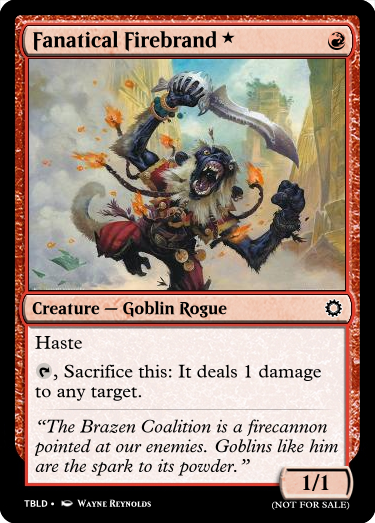 Fanatical Firebrand ★
Creature — Goblin Rogue
Haste
, Sacrifice this: It deals 1 damage
to any target.
“The Brazen Coalition is a firecannon
pointed at our enemies. Goblins like him
are the spark to its powder.”
1/1
TBLD • Wayne Reynolds
(NOT FOR SALE)